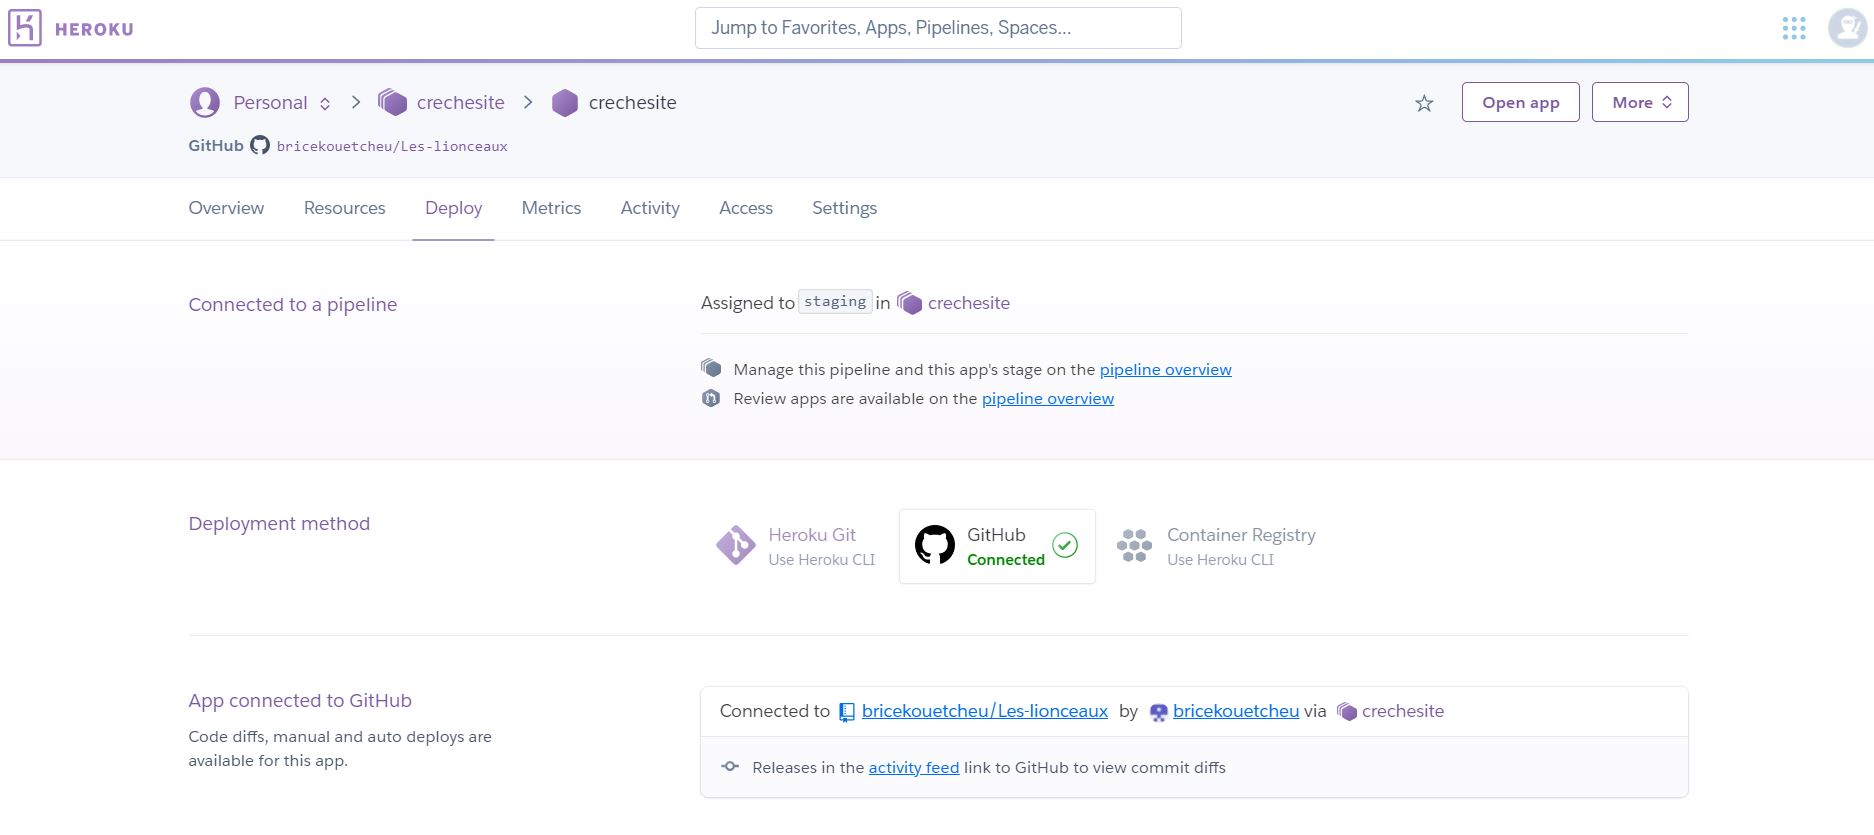 HEROKU
Jump to Favorites, Apps, Pipelines, Spaces...
Personal crechesite crechesite
Open app
More
GitHub bricekouetcheu/Les-lionceaux
Overview Resources Deploy Metrics Activity Access Settings
Connected to a pipeline
Assigned to staging in crechesite
Manage this pipeline and this app's stage on the pipeline overview
Review apps are available on the pipeline overview
Deployment method
Heroku Git
Use Heroku CLI
GitHub
Connected
Container Registry
Use Heroku CLI
App connected to GitHub
Code diffs, manual and auto deploys are
available for this app.
Connected to bricekouetcheu/Les-lionceaux by bricekouetcheu via crechesite
Releases in the activity feed link to GitHub to view commit diffs